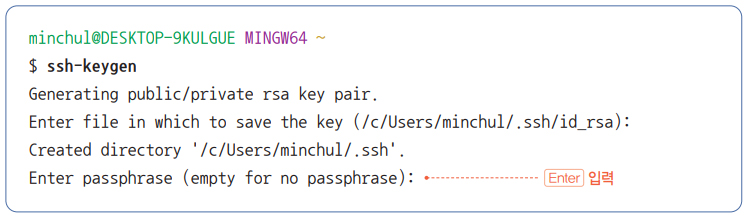 minchul@DESKTOP-9KULGUE MINGW64 ~
$ ssh-keygen
Generating public/private rsa key pair.
Enter file in which to save the key (/c/Users/minchul/.ssh/id_rsa):
Created directory '/c/Users/minchul/.ssh'.
Enter passphrase (empty for no passphrase): Enter 입력